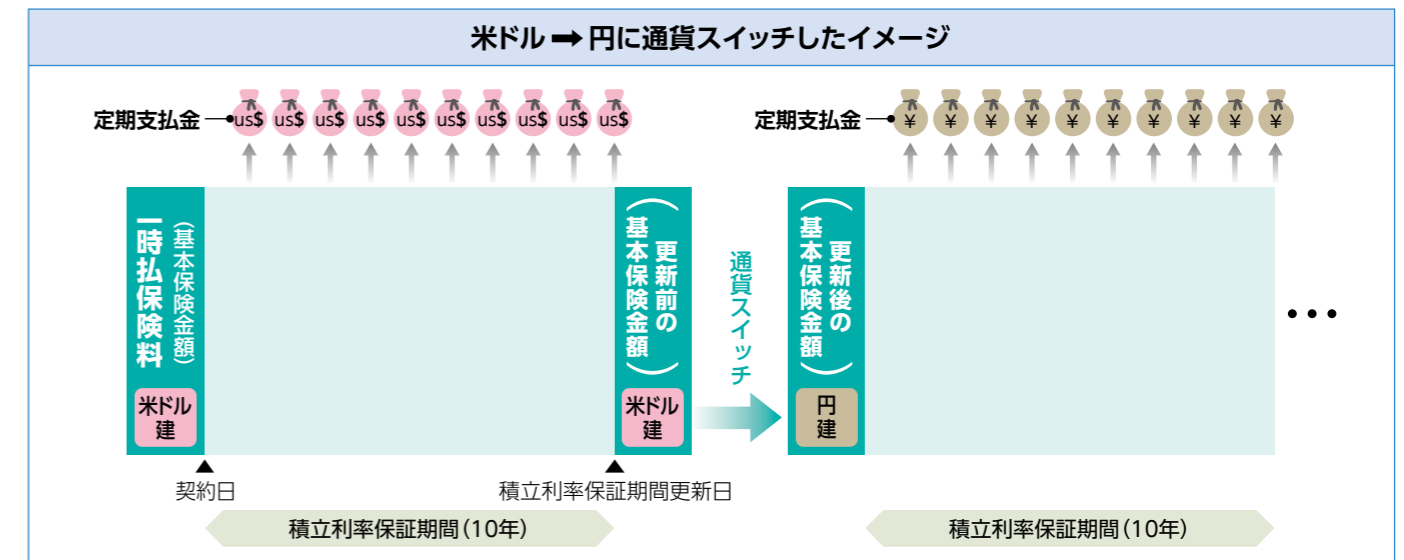 米ドル➡円に通貨スイッチしたイメージ
定期支払金
US$ US$ US$ US$ US$ US$ US$ US$ US$ US$
定期支払金
¥ ¥ ¥ ¥ ¥ ¥ ¥ ¥ ¥ ¥
一時払保険料
(基本保険金額)
米ドル
建
更新前の
(基本保険金額)
米ドル
建
通貨スイッチ
更新後の
(基本保険金額)
円
建
•••
契約日
積立利率保証期間更新日
積立利率保証期間(10年)
積立利率保証期間(10年)